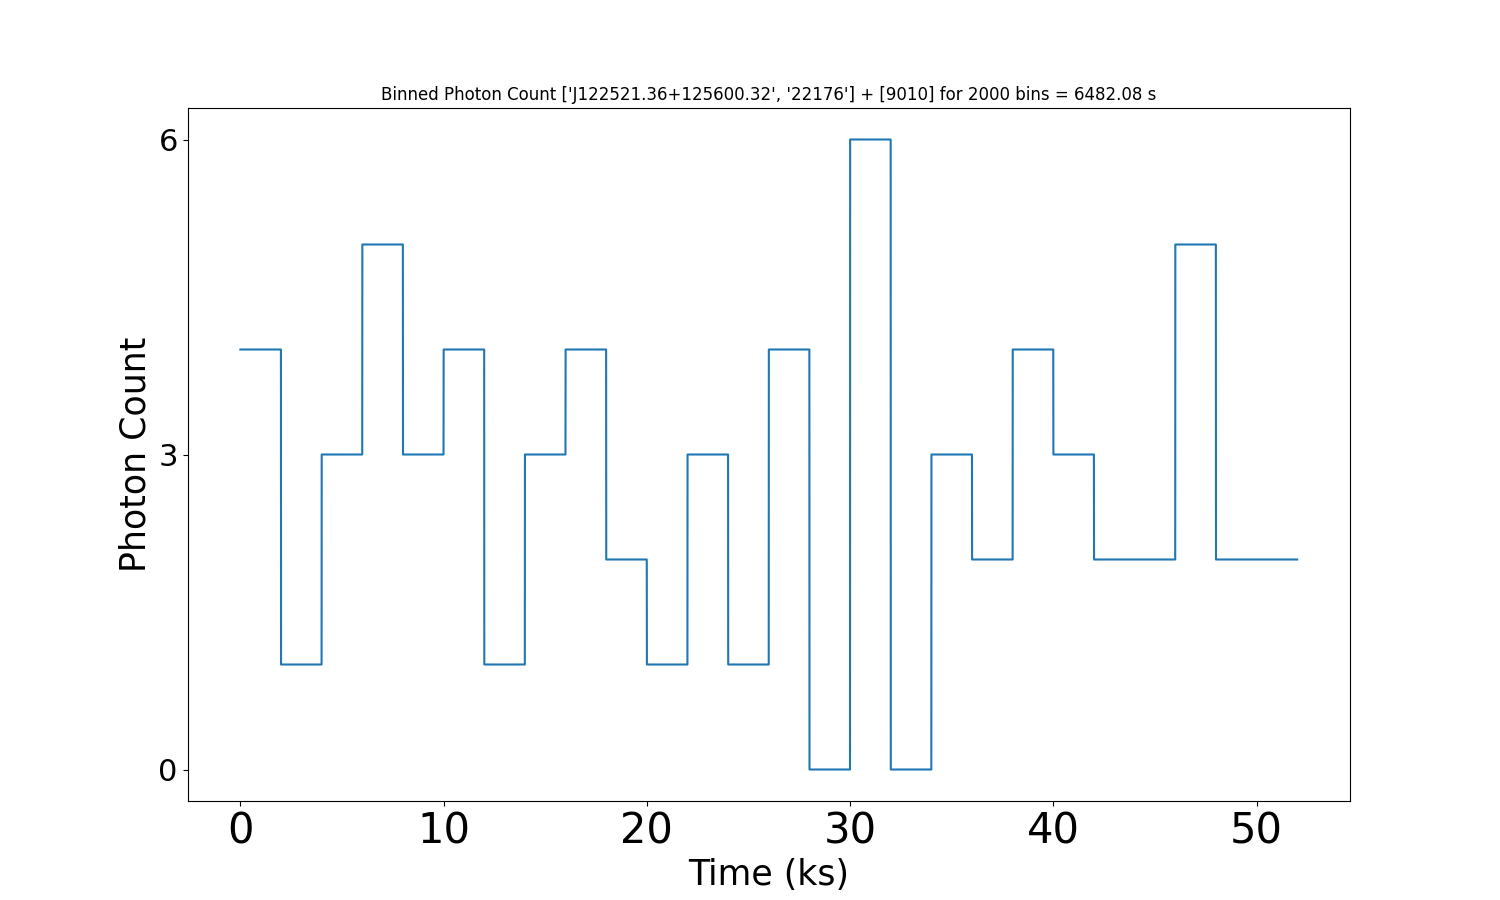 Binned Photon Count ['J122521.36+125600.32', '22176'] + [9010] for 2000 bins = 6482.08 s
Photon Count
6
3
0
0 10 20 30 40 50
Time (ks)